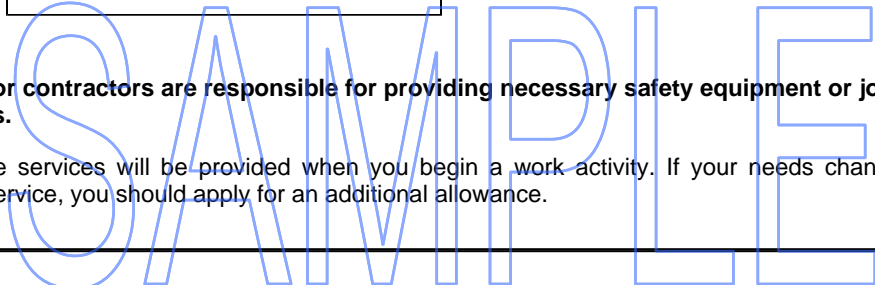 or contractors are responsible for providing necessary safety equipment or jo
s.
e services will be provided when you begin a work activity. If your needs chan
ervice, you should apply for an additional allowance.
SAMPLE